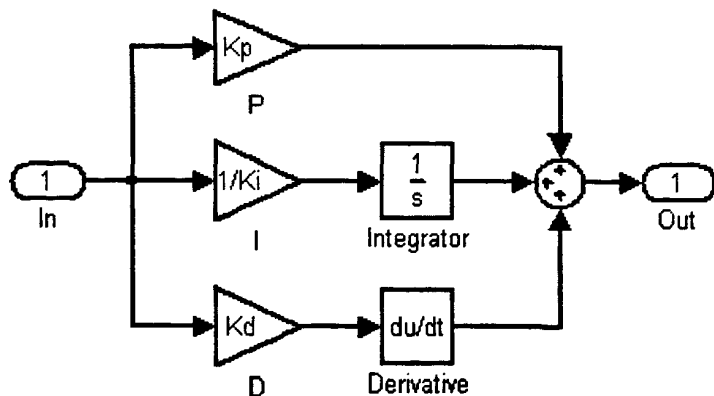 Kp
P
1
In
1/Ki
I
1
s
Integrator
+
+
+
1
Out
Kd
D
du/dt
Derivative